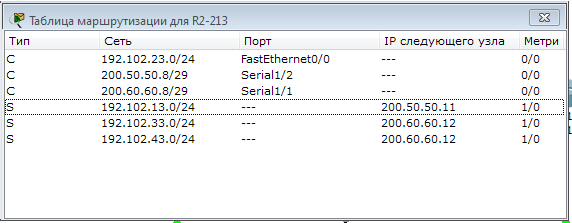 Таблица маршрутизации для R2-213
Тип Сеть Порт IP следующего узла Метри
C 192.102.23.0/24 FastEthernet0/0 --- 0/0
C 200.50.50.8/29 Serial1/2 --- 0/0
C 200.60.60.8/29 Serial1/1 --- 0/0
S 192.102.13.0/24 --- 200.50.50.11 1/0
S 192.102.33.0/24 --- 200.60.60.12 1/0
S 192.102.43.0/24 --- 200.60.60.12 1/0